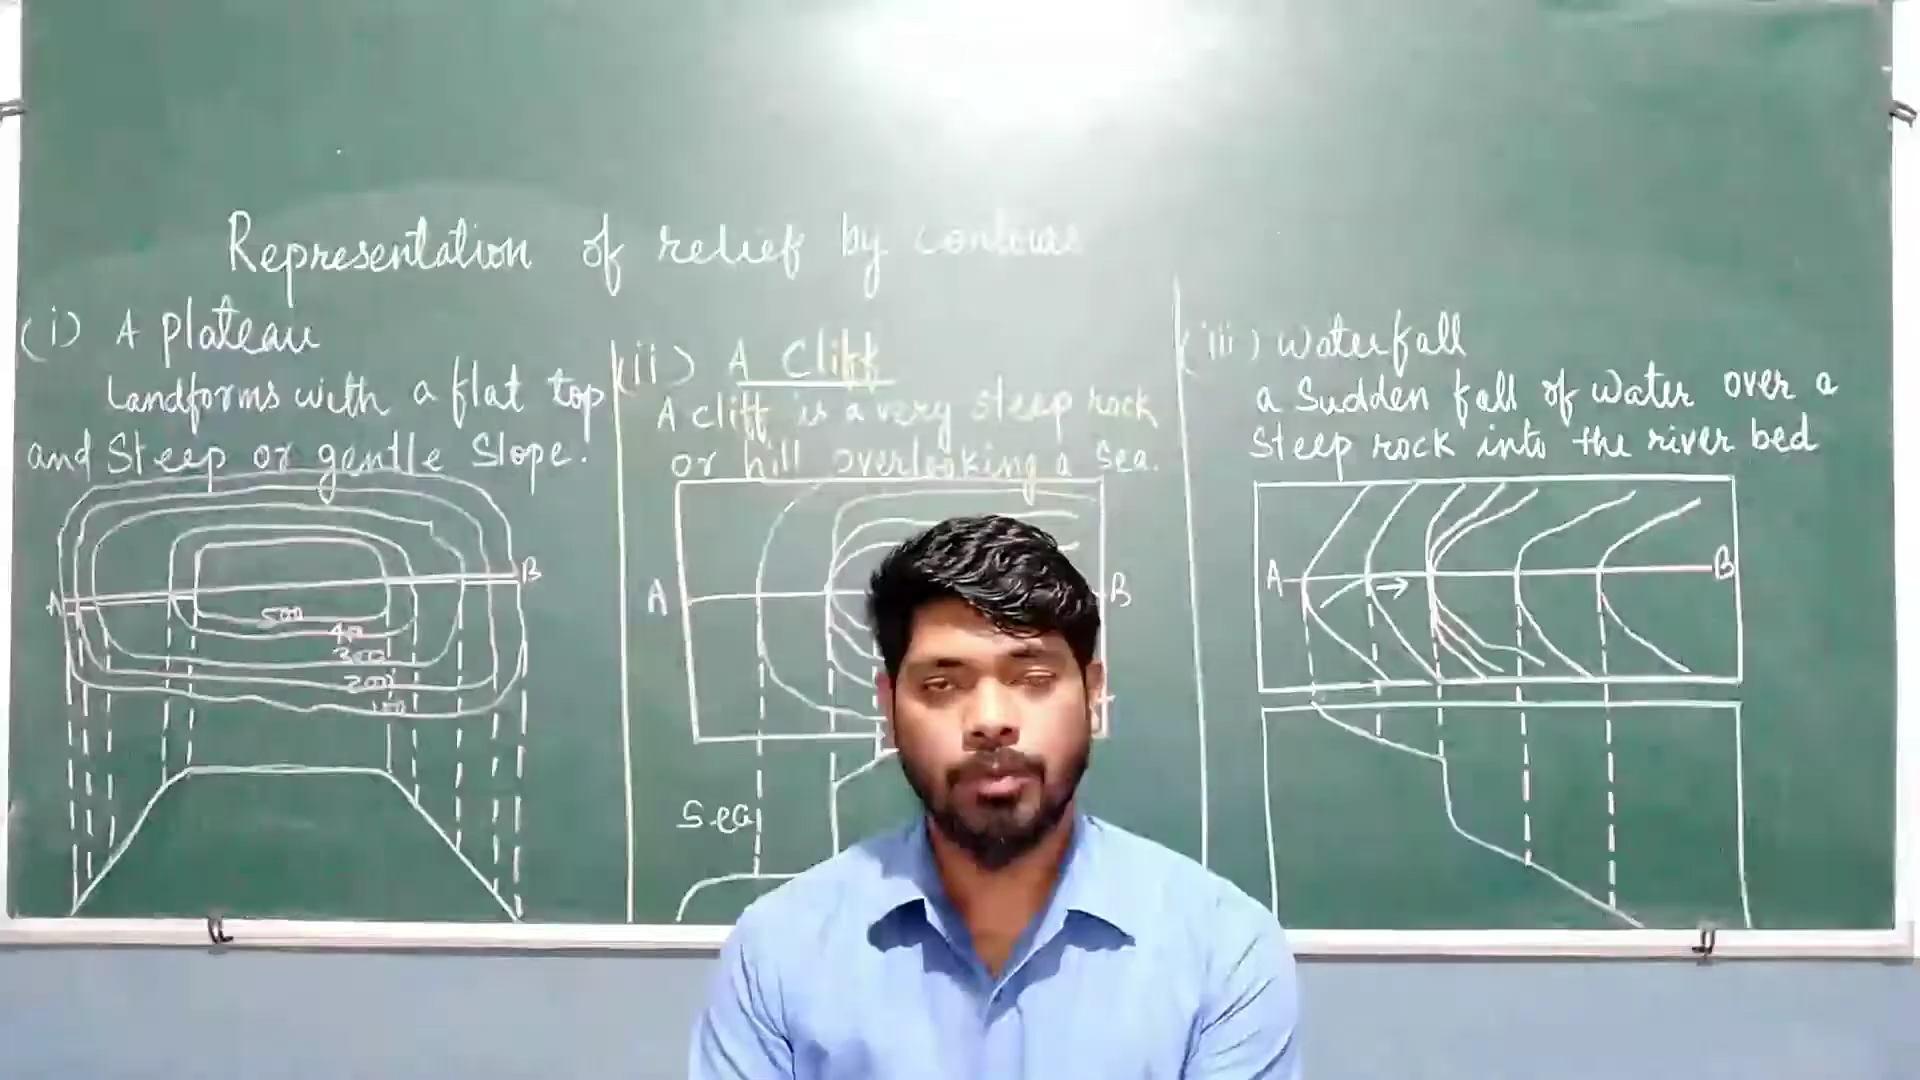 Representation of relief by contours
(i) A plateau
Landforms with a flat top
and Steep or gentle Slope.
A
B
500
40
300
200
100
(ii) A Cliff
A cliff is a very steep rock
or hill overlooking a Sea.
A
B
Sea
(iii) Waterfall
a Sudden fall of water over a
Steep rock into the river bed
A
B